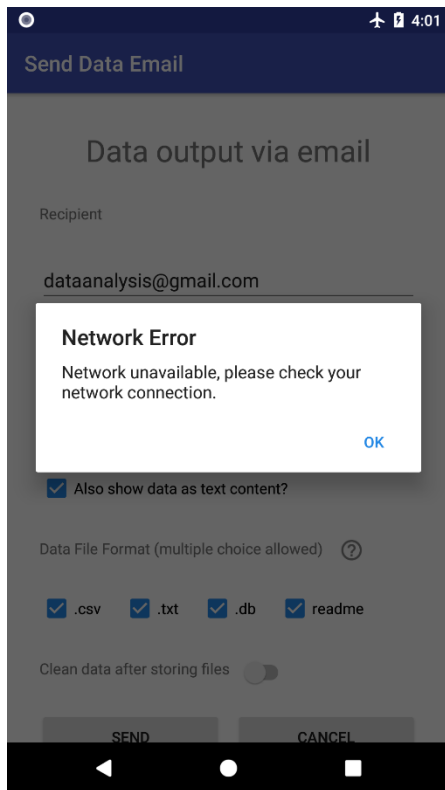 4:01
Send Data Email
Data output via email
Recipient
dataanalysis@gmail.com
Network Error
Network unavailable, please check your
network connection.
OK
Also show data as text content?
Data File Format (multiple choice allowed) ?
.csv .txt .db readme
Clean data after storing files
SEND CANCEL